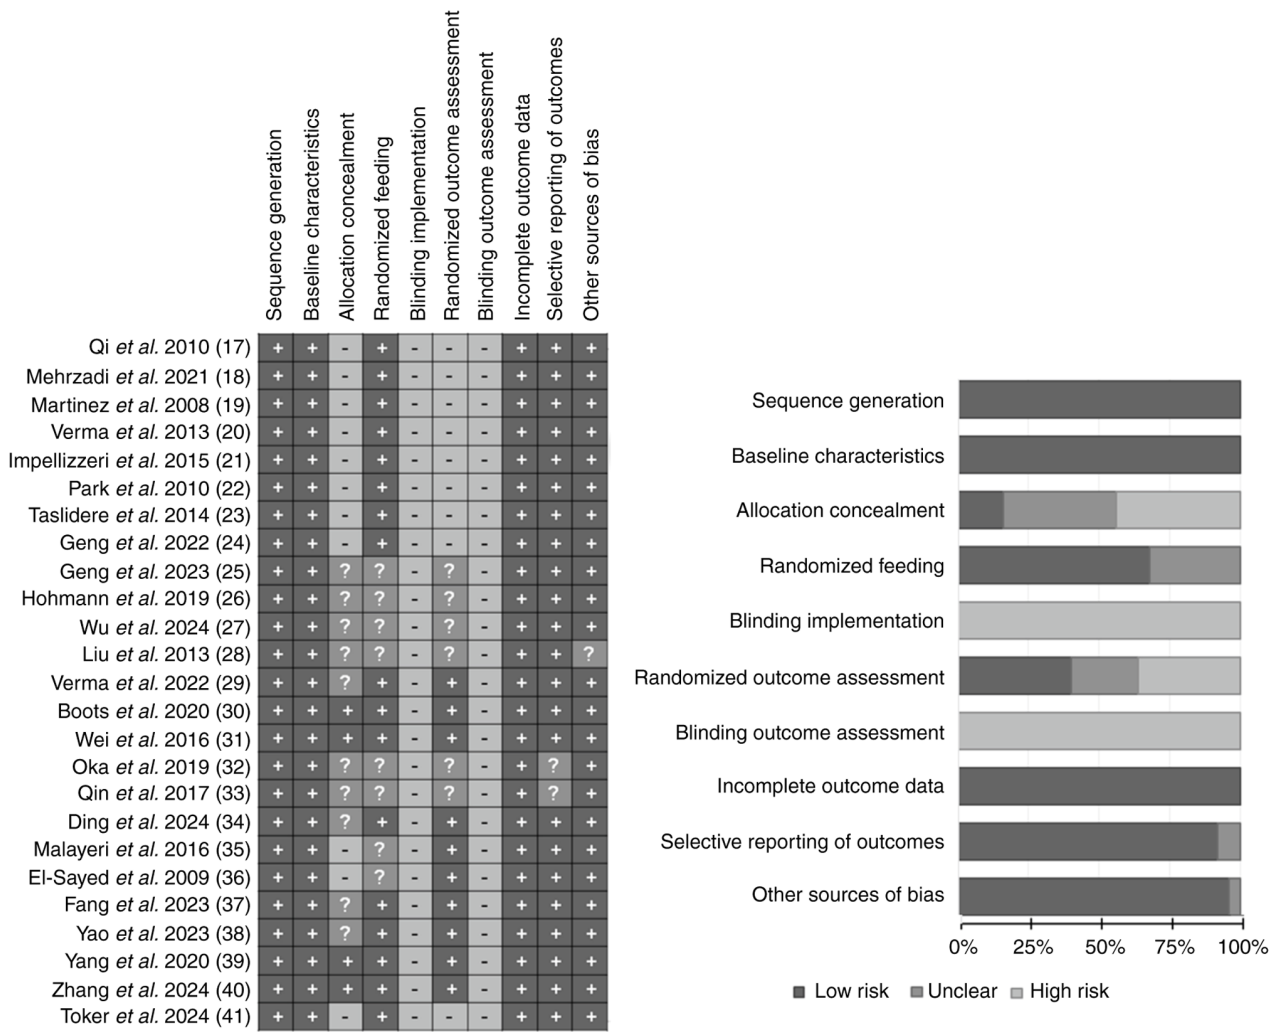 Sequence generation
Baseline characteristics
Allocation concealment
Randomized feeding
Blinding implementation
Randomized outcome assessment
Blinding outcome assessment
Incomplete outcome data
Selective reporting of outcomes
Other sources of bias
Qi et al. 2010 (17) + + - + - - - + + +
Mehrzadi et al. 2021 (18) + + - + - - - + + +
Martinez et al. 2008 (19) + + - + - - - + + +
Verma et al. 2013 (20) + + - + - - - + + +
Impellizzeri et al. 2015 (21) + + - + - - - + + +
Park et al. 2010 (22) + + - + - - - + + +
Taslidere et al. 2014 (23) + + - + - - - + + +
Geng et al. 2022 (24) + + - + - - - + + +
Geng et al. 2023 (25) + + ? ? - ? - + + +
Hohmann et al. 2019 (26) + + ? ? - ? - + + +
Wu et al. 2024 (27) + + ? ? - ? - + + +
Liu et al. 2013 (28) + + ? ? - ? - + + ?
Verma et al. 2022 (29) + + ? + - + - + + +
Boots et al. 2020 (30) + + + + - + - + + +
Wei et al. 2016 (31) + + + + - + - + + +
Oka et al. 2019 (32) + + ? ? - ? - + ? +
Qin et al. 2017 (33) + + ? ? - ? - + ? +
Ding et al. 2024 (34) + + ? + - + - + + +
Malayeri et al. 2016 (35) + + - ? - + - + + +
El-Sayed et al. 2009 (36) + + - ? - + - + + +
Fang et al. 2023 (37) + + ? + - + - + + +
Yao et al. 2023 (38) + + ? + - + - + + +
Yang et al. 2020 (39) + + + + - + - + + +
Zhang et al. 2024 (40) + + + + - + - + + +
Toker et al. 2024 (41) + + - + - - - + + +
Sequence generation
Baseline characteristics
Allocation concealment
Randomized feeding
Blinding implementation
Randomized outcome assessment
Blinding outcome assessment
Incomplete outcome data
Selective reporting of outcomes
Other sources of bias
0% 25% 50% 75% 100%
Low risk Unclear High risk